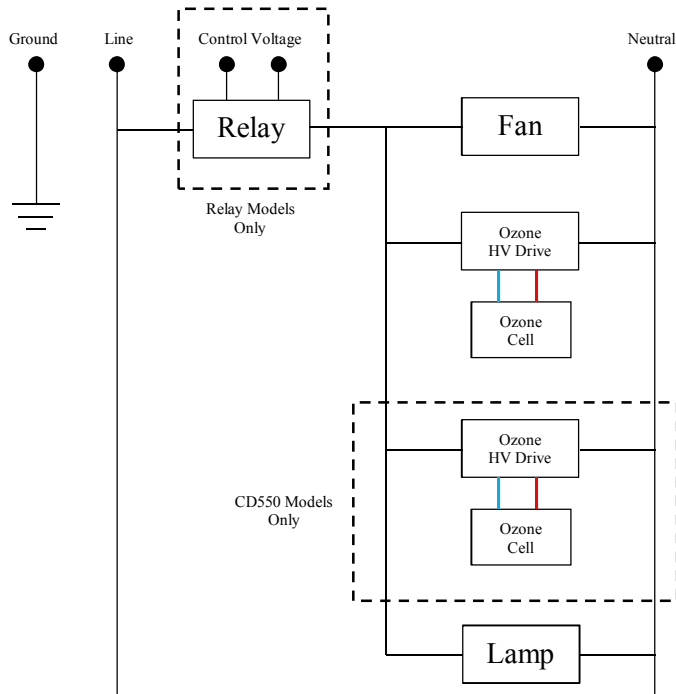 Ground
Line
Control Voltage
Neutral
Relay
Fan
Relay Models
Only
Ozone
HV Drive
Ozone
Cell
CD550 Models
Only
Ozone
HV Drive
Ozone
Cell
Lamp